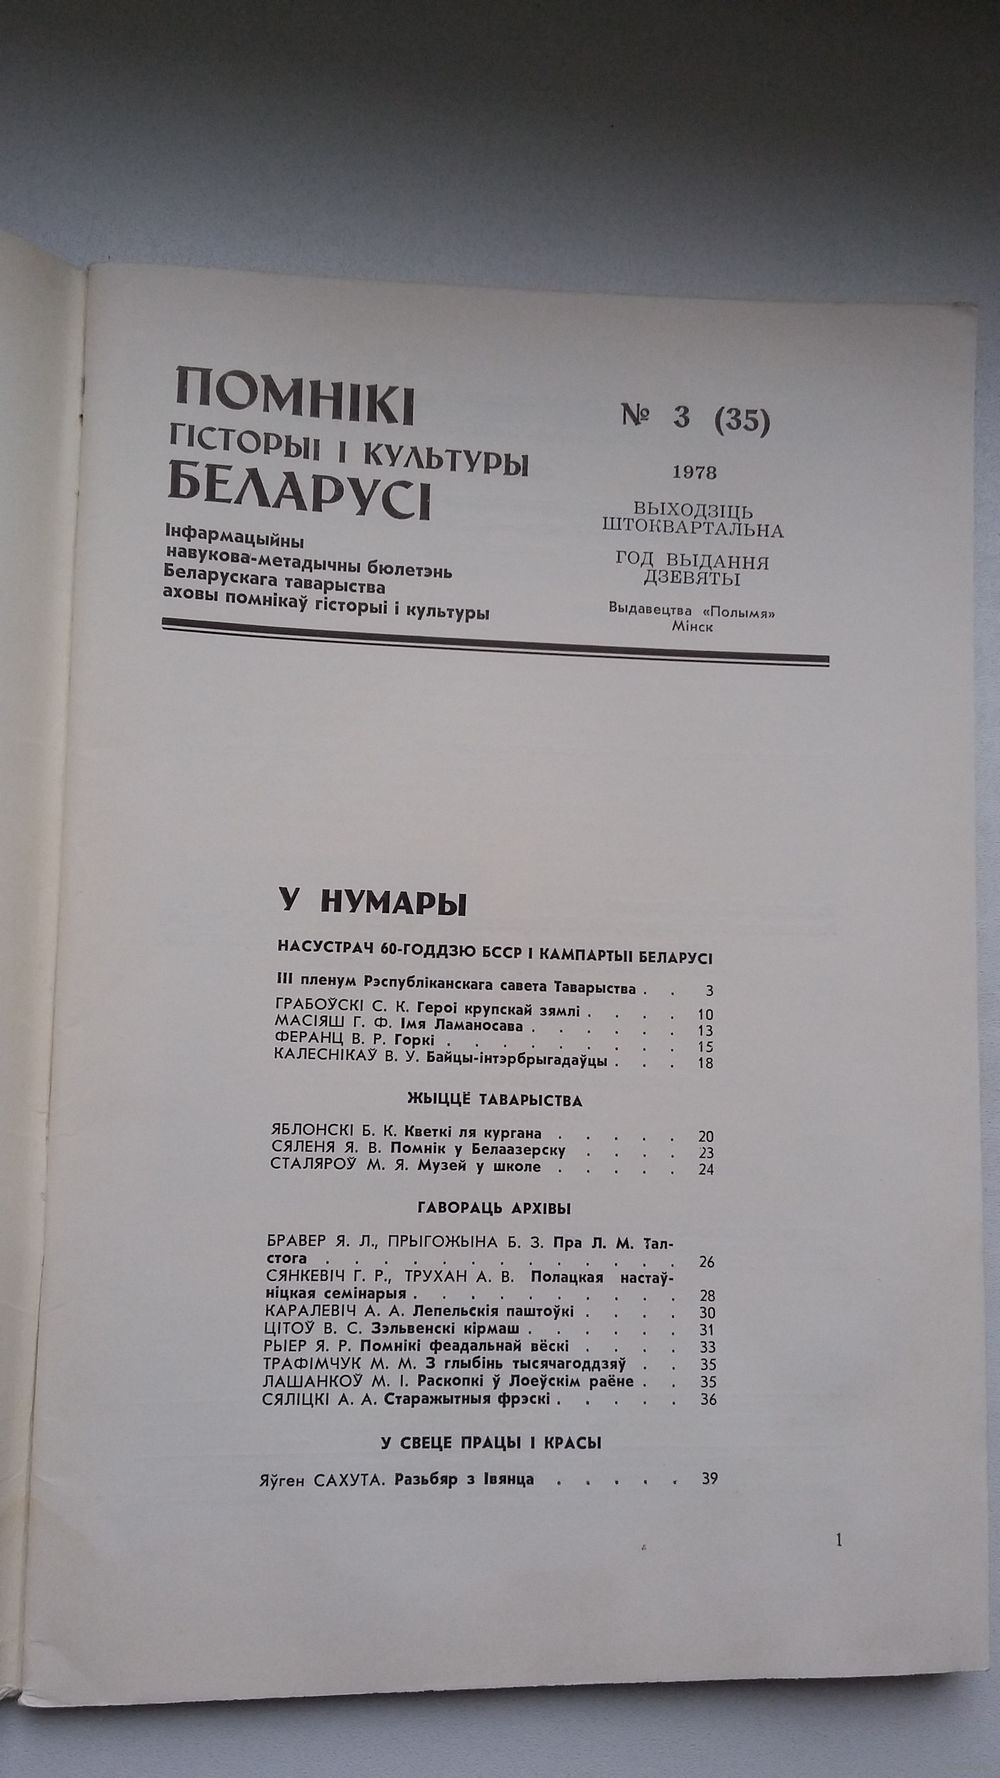 ПОМНІКІ
ГІСТОРЫІ І КУЛЬТУРЫ
БЕЛАРУСІ
Інфармацыйны
навукова-метадычны бюлетэнь
Беларускага таварыства
аховы помнікаў гісторыі і культуры
№ 3 (35)
1978
ВЫХОДЗІЦЬ
ШТОКВАРТАЛЬНА
ГОД ВЫДАННЯ
ДЗЕВЯТЫ
Выдавецтва «Полымя»
Мінск
У НУМАРЫ
НАСУСТРАЧ 60-ГОДДЗЮ БССР І КАМПАРТЫІ БЕЛАРУСІ
III пленум Рэспубліканскага савета Таварыства . . 3
ГРАБОЎСКІ С. К. Героі крупскай зямлі . . . . 10
МАСІЯШ Г. Ф. Імя Ламаносава . . . . . . 13
ФЕРАНЦ В. Р. Горкі . . . . . . . . . 15
КАЛЕСНІКАЎ В. У. Байцы-інтэрбрыгадаўцы . . . 18
ЖЫЦЦЁ ТАВАРЫСТВА
ЯБЛОНСКІ Б. К. Кветкі ля кургана . . . . . 20
СЯЛЕНЯ Я. В. Помнік у Белаазерску . . . . 23
СТАЛЯРОЎ М. Я. Музей у школе . . . . . 24
ГАВОРАЦЬ АРХІВЫ
БРАВЕР Я. Л., ПРЫГОЖЫНА Б. З. Пра Л. М. Тал-
стога . . . . . . . . . . . . . 26
СЯНКЕВІЧ Г. Р., ТРУХАН А. В. Полацкая настаў-
ніцкая семінарыя . . . . . . . . . . 28
КАРАЛЕВІЧ А. А. Лепельскія паштоўкі . . . . 30
ЦІТОЎ В. С. Зэльвенскі кірмаш . . . . . . 31
РЫЕР Я. Р. Помнікі феадальнай вёскі . . . . 33
ТРАФІМЧУК М. М. З глыбінь тысячагоддзяў . . 35
ЛАШАНКОЎ М. І. Раскопкі ў Лоеўскім раёне . . 35
СЯЛІЦКІ А. А. Старажытныя фрэскі . . . . . 36
У СВЕЦЕ ПРАЦЫ І КРАСЫ
Яўген САХУТА. Разьбяр з Івянца . . . . . 39
1